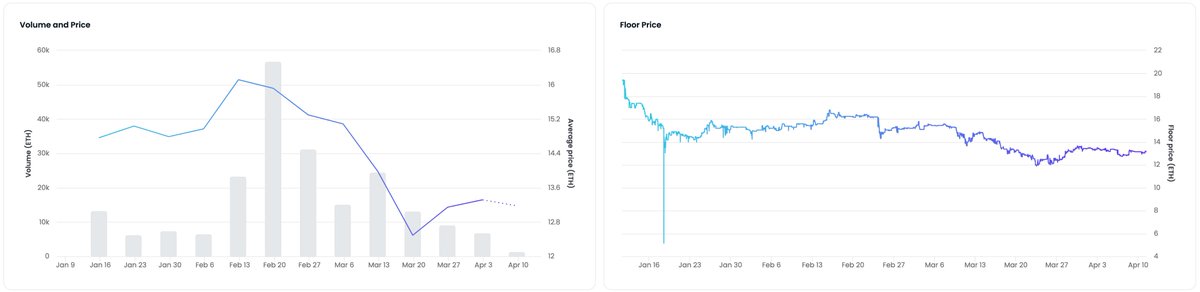 Volume and Price
60k
50k
40k
30k
20k
10k
0
Volume (ETH)
16.8
16
15.2
14.4
13.6
12.8
12
Average price (ETH)
Jan 9 Jan 16 Jan 23 Jan 30 Feb 6 Feb 13 Feb 20 Feb 27 Mar 6 Mar 13 Mar 20 Mar 27 Apr 3 Apr 10
Floor Price
22
20
18
16
14
12
10
8
6
4
Floor price (ETH)
Jan 16 Jan 23 Jan 30 Feb 6 Feb 13 Feb 20 Feb 27 Mar 6 Mar 13 Mar 20 Mar 27 Apr 3 Apr 10